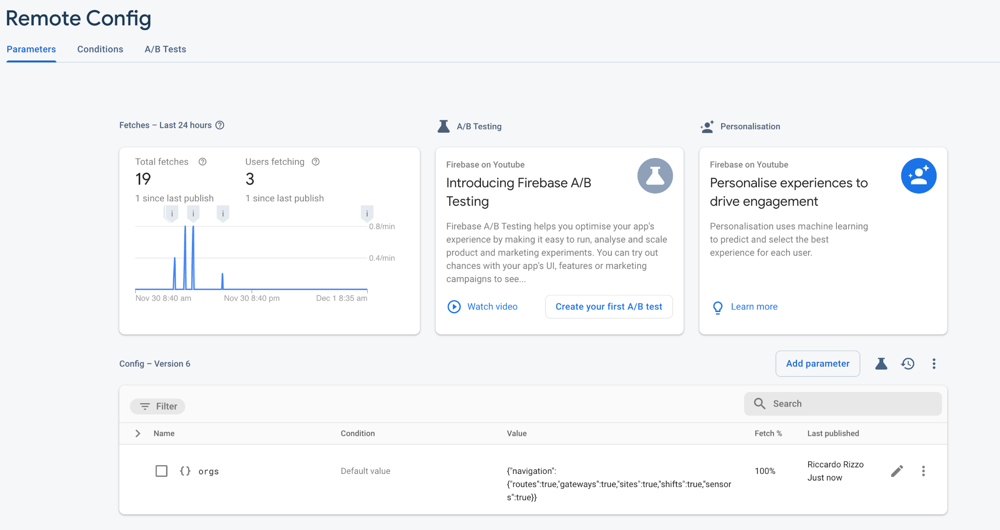 Remote Config
Parameters
Conditions
A/B Tests
Fetches – Last 24 hours
Total fetches
19
1 since last publish
Users fetching
3
1 since last publish
i
i
i
i
0.8/min
0.4/min
Nov 30 8:40 am
Nov 30 8:40 pm
Dec 1 8:35 am
A/B Testing
Firebase on Youtube
Introducing Firebase A/B
Testing
Firebase A/B Testing helps you optimise your app's
experience by making it easy to run, analyse and scale
product and marketing experiments. You can try out
chances with your app's UI, features or marketing
campaigns to see...
Watch video
Create your first A/B test
Personalisation
Firebase on Youtube
Personalise experiences to
drive engagement
Personalisation uses machine learning
to predict and select the best
experience for each user.
Learn more
Config – Version 6
Add parameter
Filter
Search
Name
Condition
Value
Fetch %
Last published
{} orgs
Default value
{"navigation":
{"routes":true,"gateways":true,"sites":true,"shifts":true,"sensor
s":true}}
100%
Riccardo Rizzo
Just now